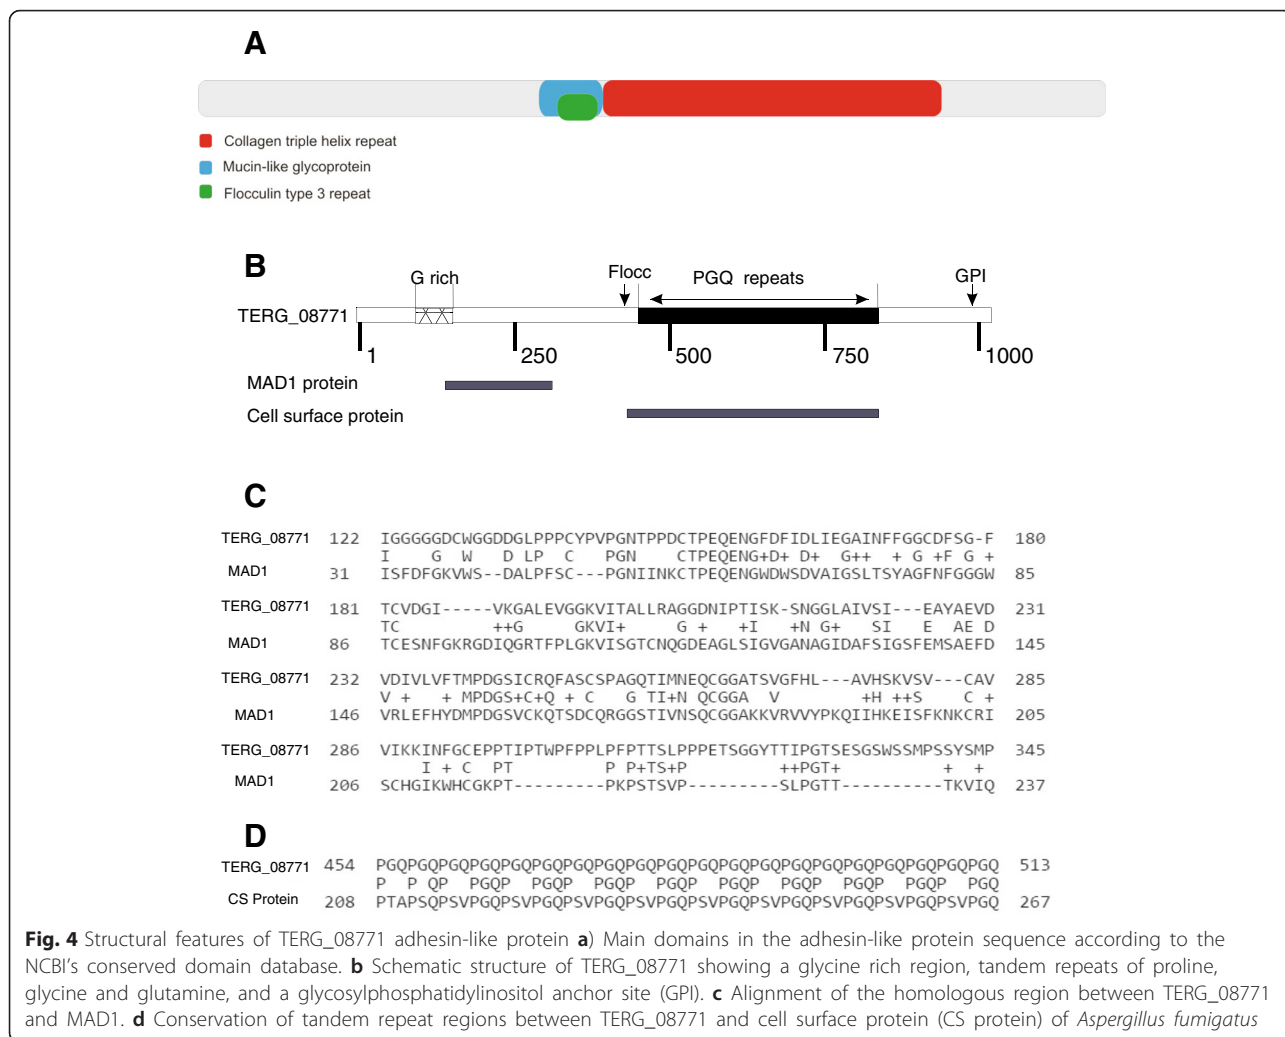 A
Collagen triple helix repeat
Mucin-like glycoprotein
Flocculin type 3 repeat
B
G rich
Flocc
PGQ repeats
GPI
TERG_08771
1
250
500
750
1000
MAD1 protein
Cell surface protein
C
TERG_08771 122 IGGGGGDCWGGDDGLPPPCYPVPGNTPPDCTPEQENGFDFIDLIEGAINFFGGCDFSG-F 180
I G W D LP C PGN CTPEQENG+D+ D+ G++ + G +F G +
MAD1 31 ISFDFGKVWS--DALPFSC---PGNIINKCTPEQENGWDWSDVAIGSLTSYAGFNFGGGW 85
TERG_08771 181 TCVDGI-----VKGALEVGGKVITALLRAGGDNIPTISK-SNGGLAIVSI---EAYAEVD 231
TC ++G GKVI+ G + +I +N G+ SI E AE D
MAD1 86 TCESNFGKRGDIQGRTFPLGKVISGTCNQGDEAGLSIGVGANAGIDAFSIGSFEMSAEFD 145
TERG_08771 232 VDIVLVFTMPDGSICRQFASCSPAGQTIMNEQCGGATSVGFHL---AVHSKVSV---CAV 285
V + + MPDGS+C+Q + C G TI+N QCGGA V +H ++S C +
MAD1 146 VRLEFHYDMPDGSVCKQTSDCQRGGSTIVNSQCGGAKKVRVVYPKQIIHKEISFKNKCRI 205
TERG_08771 286 VIKKINFGCEPPTIPTWPFPPLPFPTTSLPPPETSGGYTTIPGTSESGSWSSMPSSYSMP 345
I + C PT P P+TS+P ++PGT+ + +
MAD1 206 SCHGIKWHCGKPT---------PKPSTSVP---------SLPGTT----------TKVIQ 237
D
TERG_08771 454 PGQPGQPGQPGQPGQPGQPGQPGQPGQPGQPGQPGQPGQPGQPGQPGQPGQPGQPGQPGQ 513
P P QP PGQP PGQP PGQP PGQP PGQP PGQP PGQP PGQP PGQ
CS Protein 208 PTAPSQPSVPGQPSVPGQPSVPGQPSVPGQPSVPGQPSVPGQPSVPGQPSVPGQPSVPGQ 267
Fig. 4 Structural features of TERG_08771 adhesin-like protein a) Main domains in the adhesin-like protein sequence according to the
NCBI's conserved domain database. b Schematic structure of TERG_08771 showing a glycine rich region, tandem repeats of proline,
glycine and glutamine, and a glycosylphosphatidylinositol anchor site (GPI). c Alignment of the homologous region between TERG_08771
and MAD1. d Conservation of tandem repeat regions between TERG_08771 and cell surface protein (CS protein) of Aspergillus fumigatus